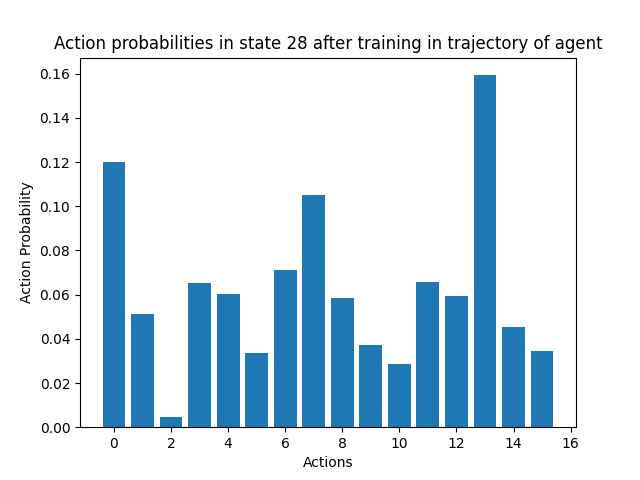 Action probabilities in state 28 after training in trajectory of agent
0.16
0.14
0.12
0.10
0.08
0.06
0.04
0.02
0.00
Action Probability
0 2 4 6 8 10 12 14 16
Actions